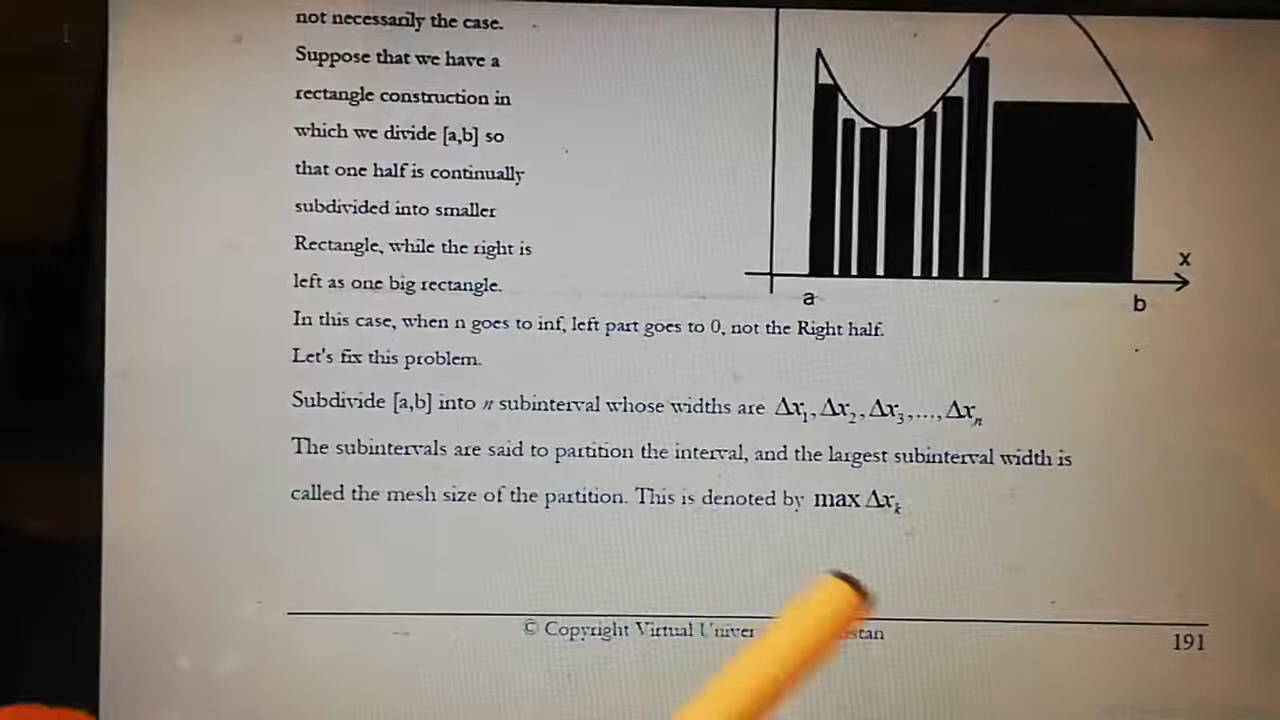 not necessarily the case.
Suppose that we have a
rectangle construction in
which we divide [a,b] so
that one half is continually
subdivided into smaller
Rectangle, while the right is
left as one big rectangle.
x
a
b
In this case, when n goes to inf, left part goes to 0, not the Right half.
Let's fix this problem.
Subdivide [a,b] into n subinterval whose widths are Δx₁, Δx₂, Δx₃, ..., Δxₙ
The subintervals are said to partition the interval, and the largest subinterval width is
called the mesh size of the partition. This is denoted by max Δxₖ
© Copyright Virtual
191